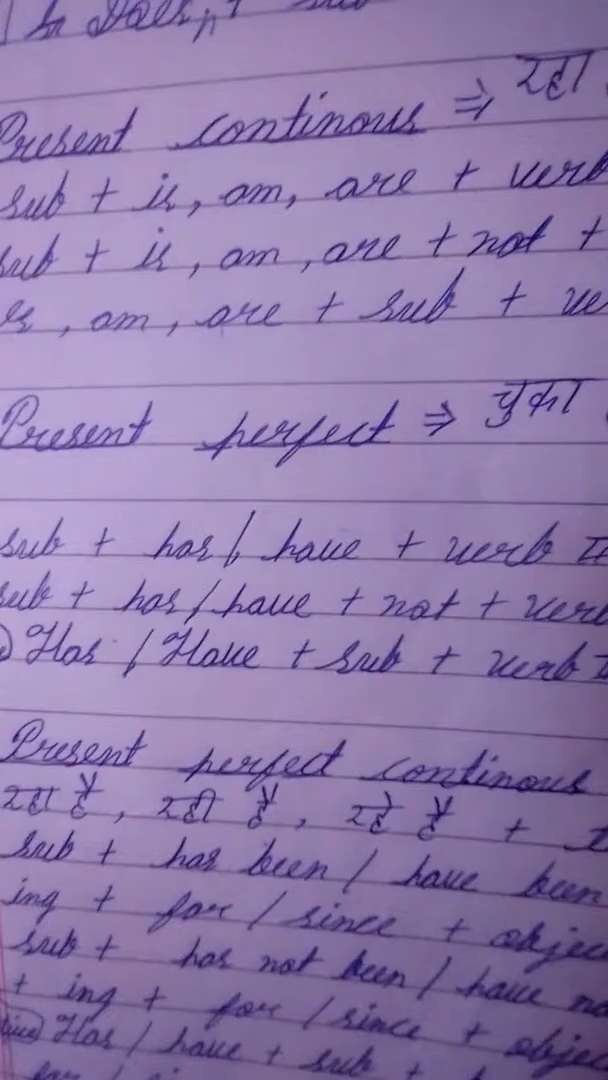 In
Present continous ⇒ रहा
sub + is, am, are + verb
sub + is, am, are + not +
is, am, are + sub + ve
Present perfect ⇒ चुका
sub + has / have + verb II
sub + has / have + not + verb
Has / Have + sub + verb I
Present perfect continous
रहा है, रही है, रहे है +
sub + has been / have been
ing + for / since + objec
sub + has not been / have no
+ ing + for / since + objec
Has / have + sub +